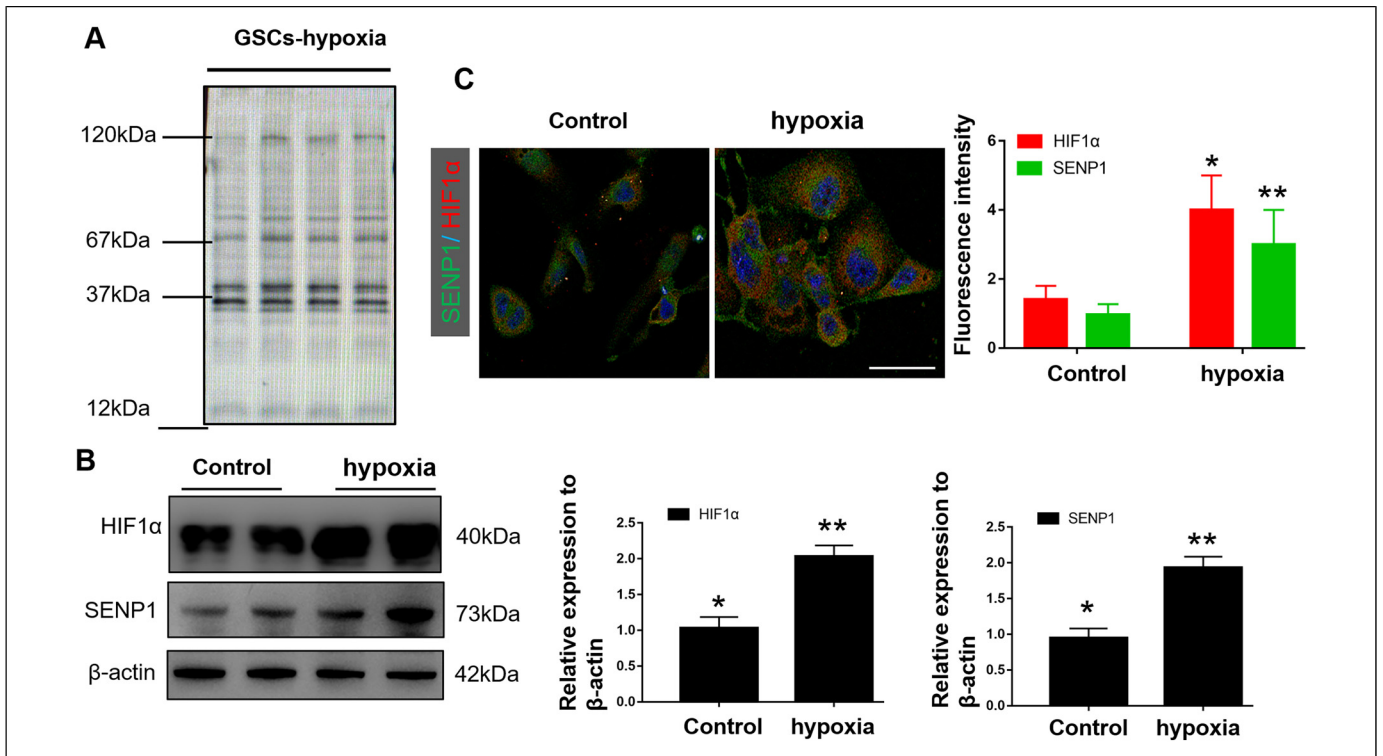 A
GSCs-hypoxia
120kDa
67kDa
37kDa
12kDa
C
Control
hypoxia
SENP1/HIF1α
Fluorescence intensity
6
4
2
0
HIF1α
SENP1
*
**
Control
hypoxia
B
Control
hypoxia
HIF1α
40kDa
SENP1
73kDa
β-actin
42kDa
Relative expression to
β-actin
2.5
2.0
1.5
1.0
0.5
0.0
HIF1α
*
**
Control
hypoxia
Relative expression to
β-actin
2.5
2.0
1.5
1.0
0.5
0.0
SENP1
*
**
Control
hypoxia